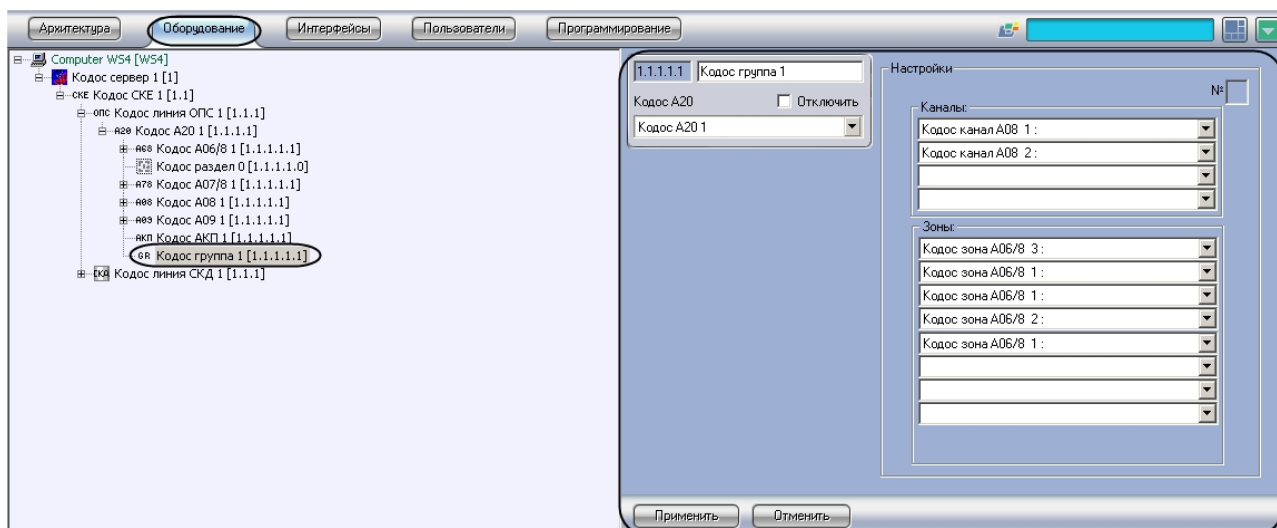 Архитектура Оборудование Интерфейсы Пользователи Программирование
Computer WS4 [WS4]
Кодос сервер 1 [1]
СКЕ Кодос СКЕ 1 [1.1]
ОПС Кодос линия ОПС 1 [1.1.1]
А20 Кодос А20 1 [1.1.1.1]
А68 Кодос А06/8 1 [1.1.1.1.1]
Кодос раздел 0 [1.1.1.1.0]
А78 Кодос А07/8 1 [1.1.1.1.1]
А08 Кодос А08 1 [1.1.1.1.1]
А09 Кодос А09 1 [1.1.1.1.1]
АКП Кодос АКП 1 [1.1.1.1.1]
GR Кодос группа 1 [1.1.1.1.1]
СКД Кодос линия СКД 1 [1.1.1]
1.1.1.1.1 Кодос группа 1
Кодос А20 Отключить
Кодос А20 1
Настройки
№
Каналы:
Кодос канал А08 1 :
Кодос канал А08 2 :
Зоны:
Кодос зона А06/8 3 :
Кодос зона А06/8 1 :
Кодос зона А06/8 1 :
Кодос зона А06/8 2 :
Кодос зона А06/8 1 :
Применить Отменить